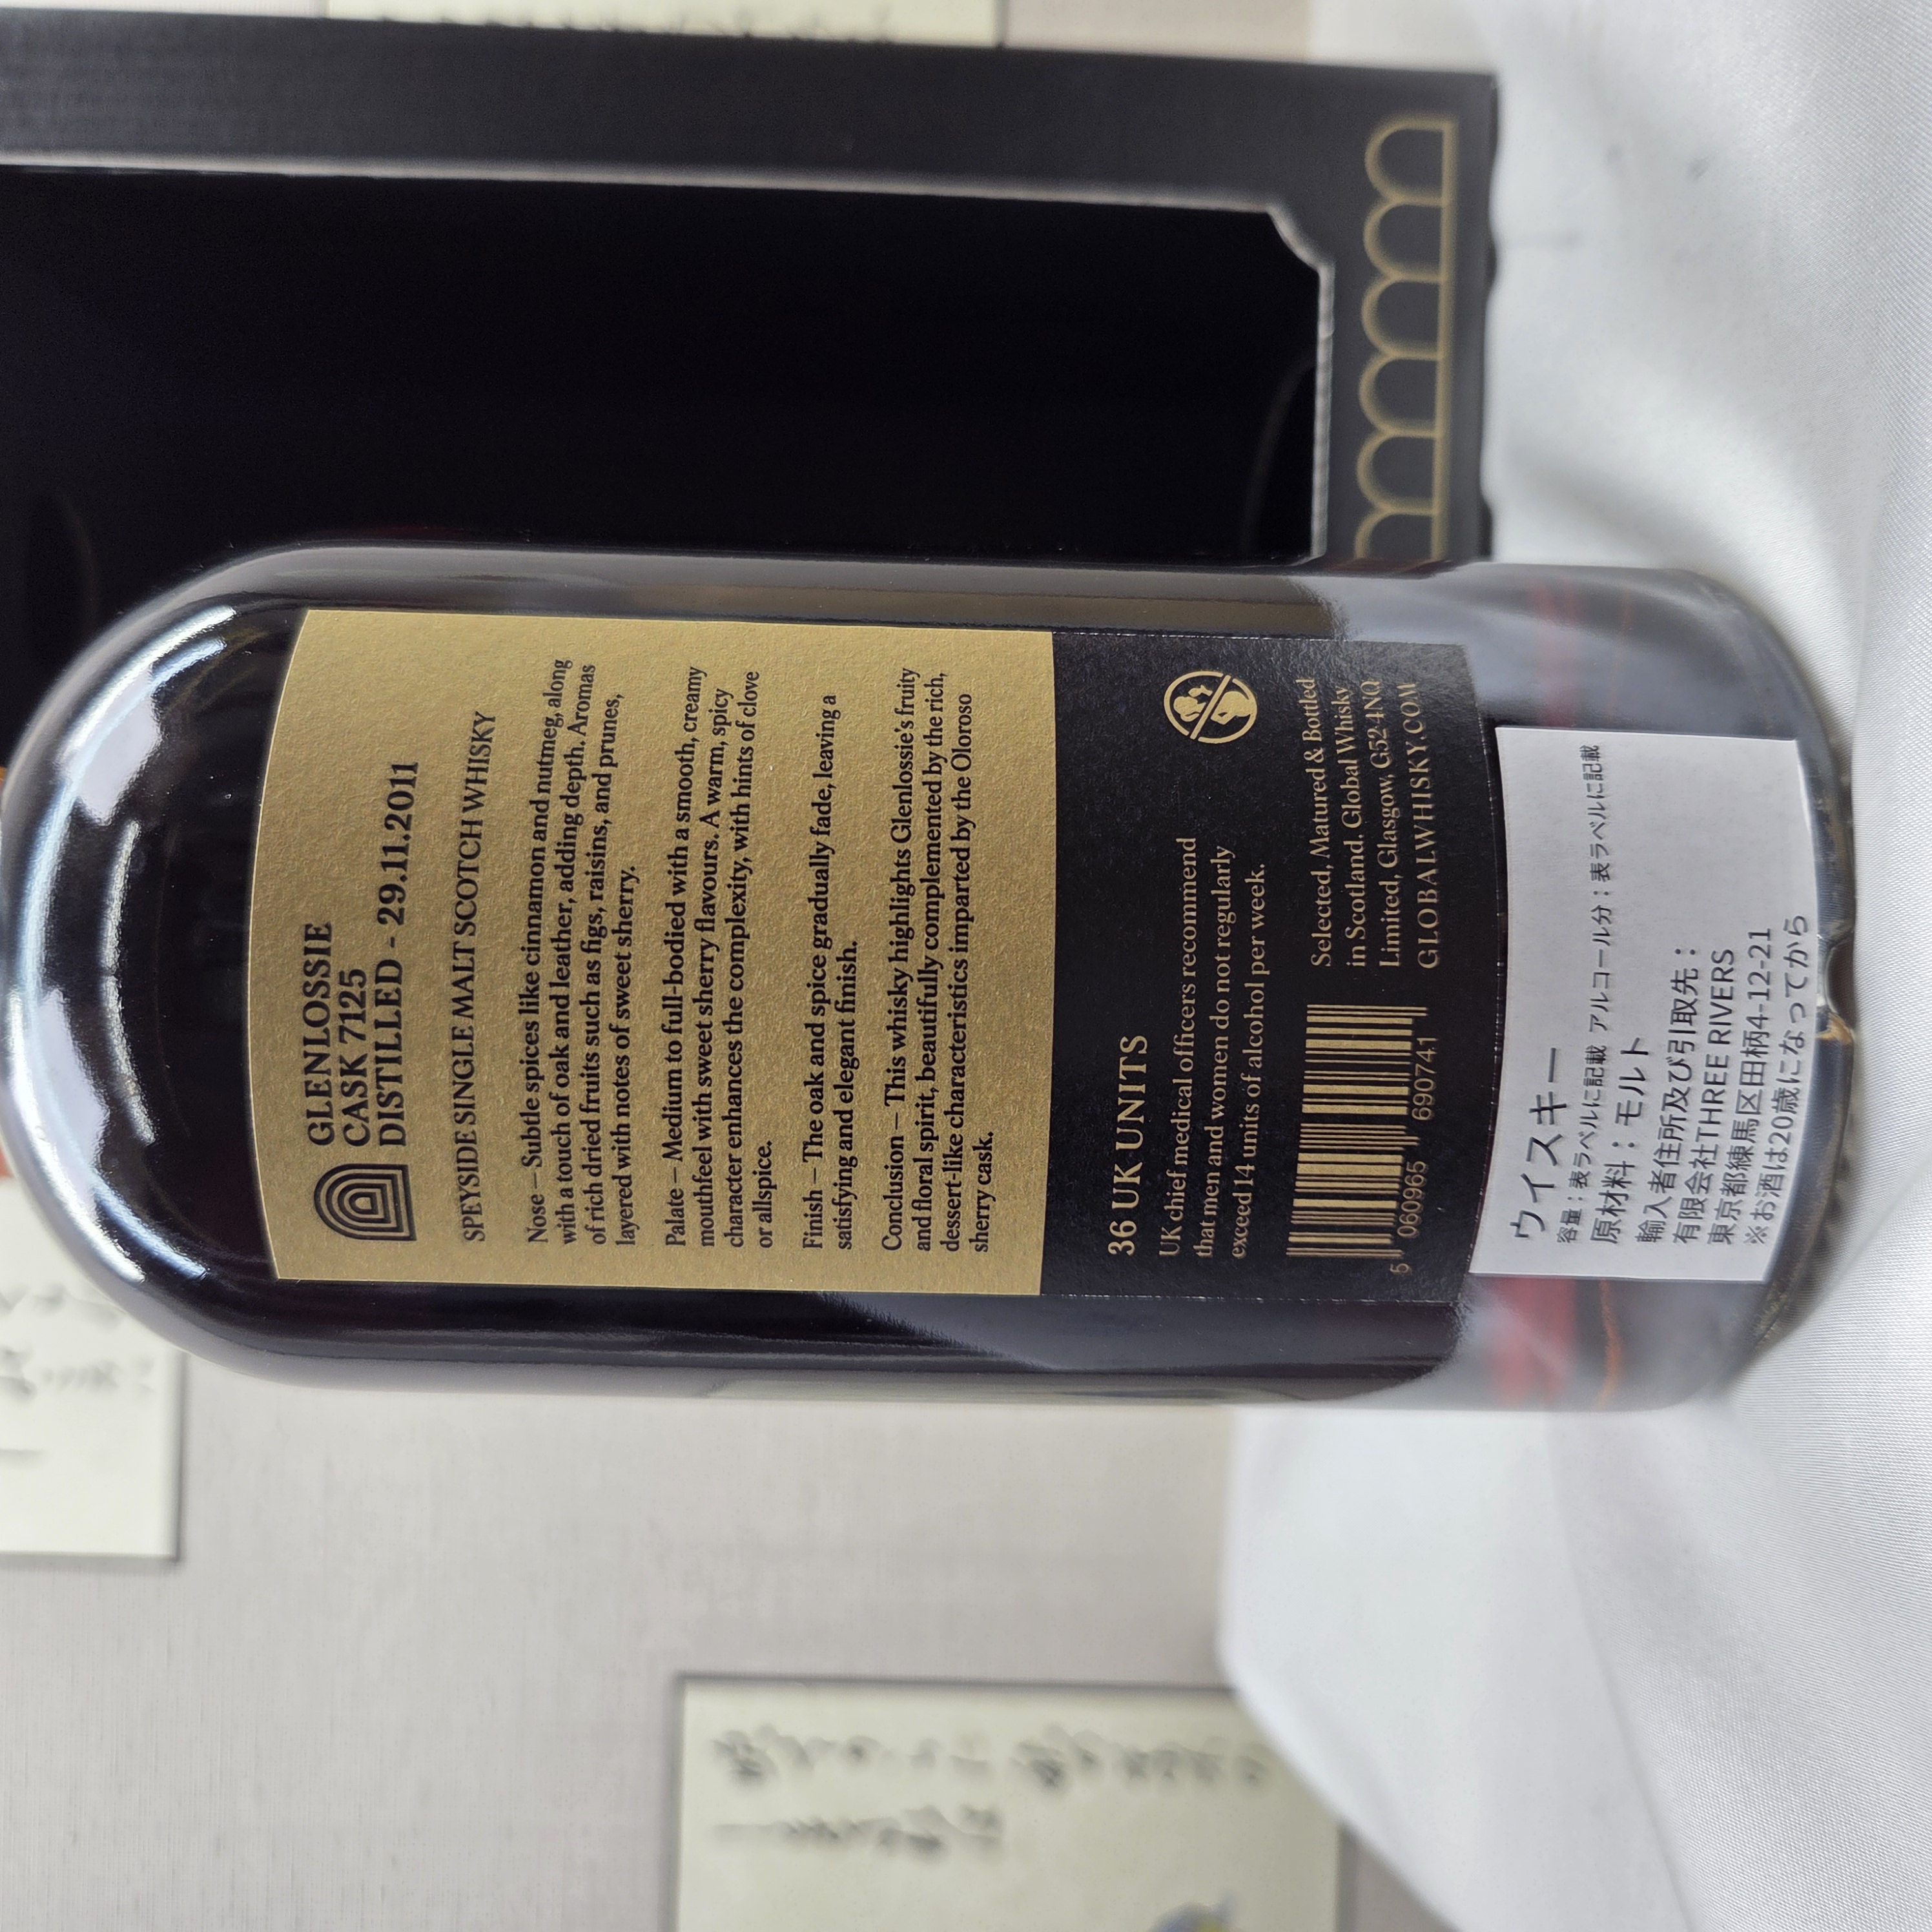 GLENLOSSIE
CASK 7125
DISTILLED - 29.11.2011
SPEYSIDE SINGLE MALT SCOTCH WHISKY
Nose – Subtle spices like cinnamon and nutmeg, along
with a touch of oak and leather, adding depth. Aromas
of rich dried fruits such as figs, raisins, and prunes,
layered with notes of sweet sherry.
Palate – Medium to full-bodied with a smooth, creamy
mouthfeel with sweet sherry flavours. A warm, spicy
character enhances the complexity, with hints of clove
or allspice.
Finish – The oak and spice gradually fade, leaving a
satisfying and elegant finish.
Conclusion – This whisky highlights Glenlossie's fruity
and floral spirit, beautifully complemented by the rich,
dessert-like characteristics imparted by the Oloroso
sherry cask.
36 UK UNITS
UK chief medical officers recommend
that men and women do not regularly
exceed 14 units of alcohol per week.
5 060965 690741
Selected, Matured & Bottled
in Scotland. Global Whisky
Limited, Glasgow, G52 4NQ
GLOBALWHISKY.COM
ウイスキー
容量：表ラベルに記載 アルコール分：表ラベルに記載
原材料：モルト
輸入者住所及び引取先：
有限会社THREE RIVERS
東京都練馬区田柄4-12-21
※お酒は20歳になってから